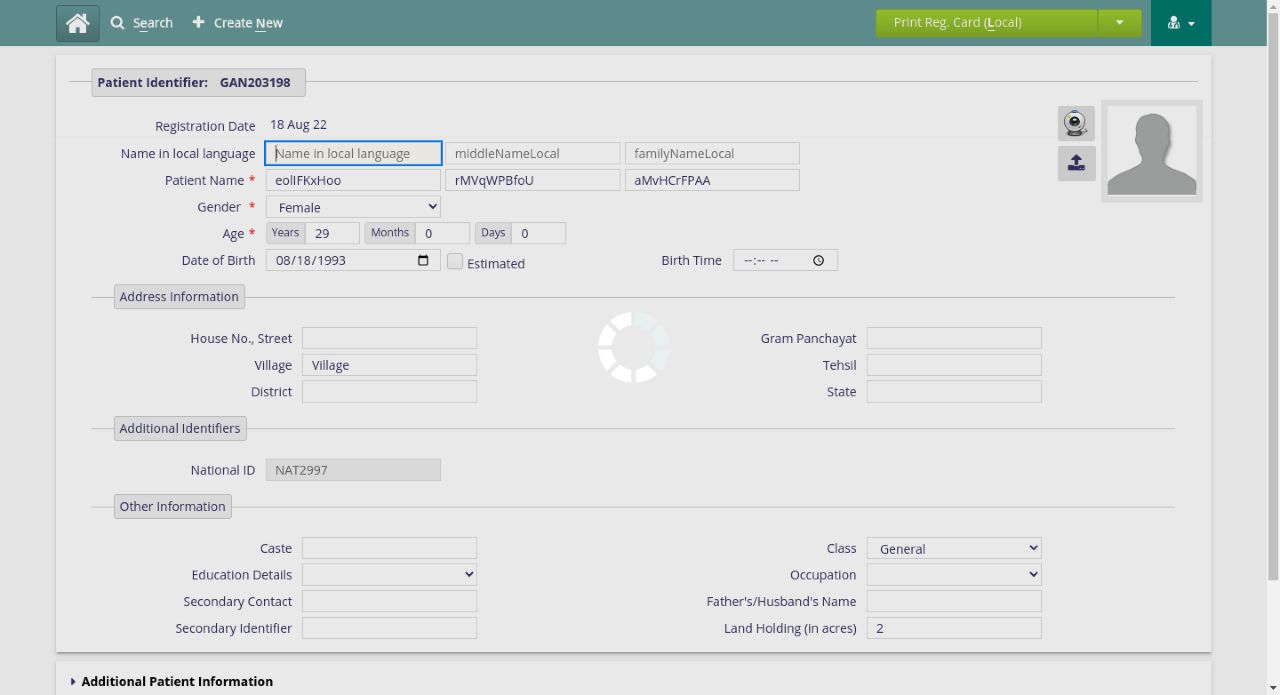 Search Create New Print Reg. Card (Local)
Patient Identifier: GAN203198
Registration Date 18 Aug 22
Name in local language Name in local language middleNameLocal familyNameLocal
Patient Name * eolIFKxHoo rMVqWPBfoU aMvHCrFPAA
Gender * Female
Age * Years 29 Months 0 Days 0
Date of Birth 08/18/1993 Estimated Birth Time --:-- --
Address Information
House No., Street Gram Panchayat
Village Village Tehsil
District State
Additional Identifiers
National ID NAT2997
Other Information
Caste Class General
Education Details Occupation
Secondary Contact Father's/Husband's Name
Secondary Identifier Land Holding (in acres) 2
Additional Patient Information